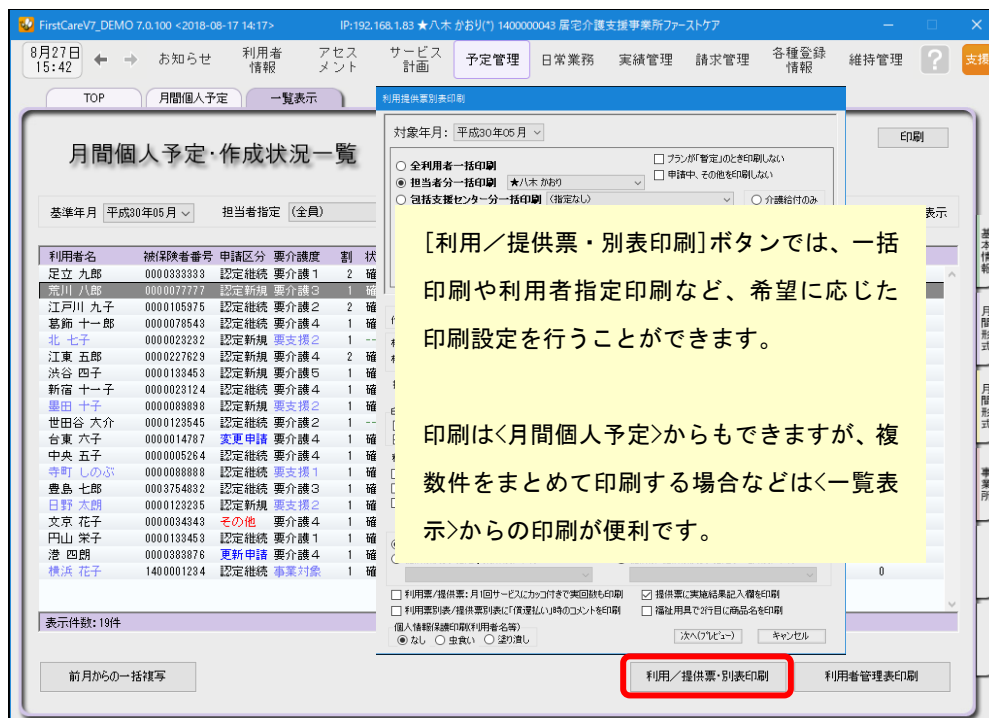 FirstCareV7_DEMO 7.0.100 <2018-08-17 14:17> IP:192.168.1.83 ★八木 かおり(*) 1400000043 居宅介護支援事業所ファーストケア
8月27日
15:42
お知らせ
利用者
情報
アセス
メント
サービス
計画
予定管理
日常業務
実績管理
請求管理
各種登録
情報
維持管理
?
支援
TOP
月間個人予定
一覧表示
月間個人予定・作成状況一覧
印刷
基準年月 平成30年05月
担当者指定 (全員)
表示
利用者名 被保険者番号 申請区分 要介護度 割 状
足立 九郎 0000333333 認定継続 要介護1 2 確
荒川 八郎 0000077777 認定新規 要介護3 1 確
江戸川 九子 0000105975 認定継続 要介護2 2 確
葛飾 十一郎 0000078543 認定継続 要介護4 1 確
北 七子 0000023232 認定新規 要支援2 1 --
江東 五郎 0000227629 認定新規 要介護4 2 確
渋谷 四子 0000133453 認定新規 要介護5 1 確
新宿 十一子 0000023124 認定継続 要介護4 1 確
墨田 十子 0000089898 認定新規 要支援2 1 確
世田谷 大介 0000123545 認定継続 要介護2 1 --
台東 六子 0000014787 変更申請 要介護4 1 確
中央 五子 0000005264 認定継続 要介護4 1 確
寺町 しのぶ 0000088888 認定継続 要支援1 1 確
豊島 七郎 0003754832 認定継続 要介護3 1 確
日野 太朗 0000123235 認定新規 要支援2 1 確
文京 花子 0000034343 その他 要介護4 1 確
円山 栄子 0000133453 認定継続 要介護1 1 確
港 四朗 0000383876 更新申請 要介護4 1 確
横浜 花子 1400001234 認定継続 事業対象 1 確 0
表示件数:19件
前月からの一括複写
利用/提供票・別表印刷
利用者管理表印刷
利用提供票別表印刷
対象年月: 平成30年05月
全利用者一括印刷
担当者分一括印刷 ★八木 かおり
包括支援センター分一括印刷 (指定なし)
プランが「暫定」のとき印刷しない
申請中、その他を印刷しない
介護給付のみ
[利用/提供票・別表印刷]ボタンでは、一括
印刷や利用者指定印刷など、希望に応じた
印刷設定を行うことができます。
印刷は<月間個人予定>からもできますが、複
数件をまとめて印刷する場合などは<一覧表
示>からの印刷が便利です。
利用票/提供票:月1回サービスにカッコ付きで実回数も印刷
提供票に実施結果記入欄を印刷
利用票別表/提供票別表に「償還払い」時のコメントを印刷
福祉用具で2行目に商品名を印刷
個人情報保護印刷(利用者名等)
なし 虫食い 塗り潰し
次へ(プレビュー)
キャンセル
基本情報
月間形式
月間形式
事業所